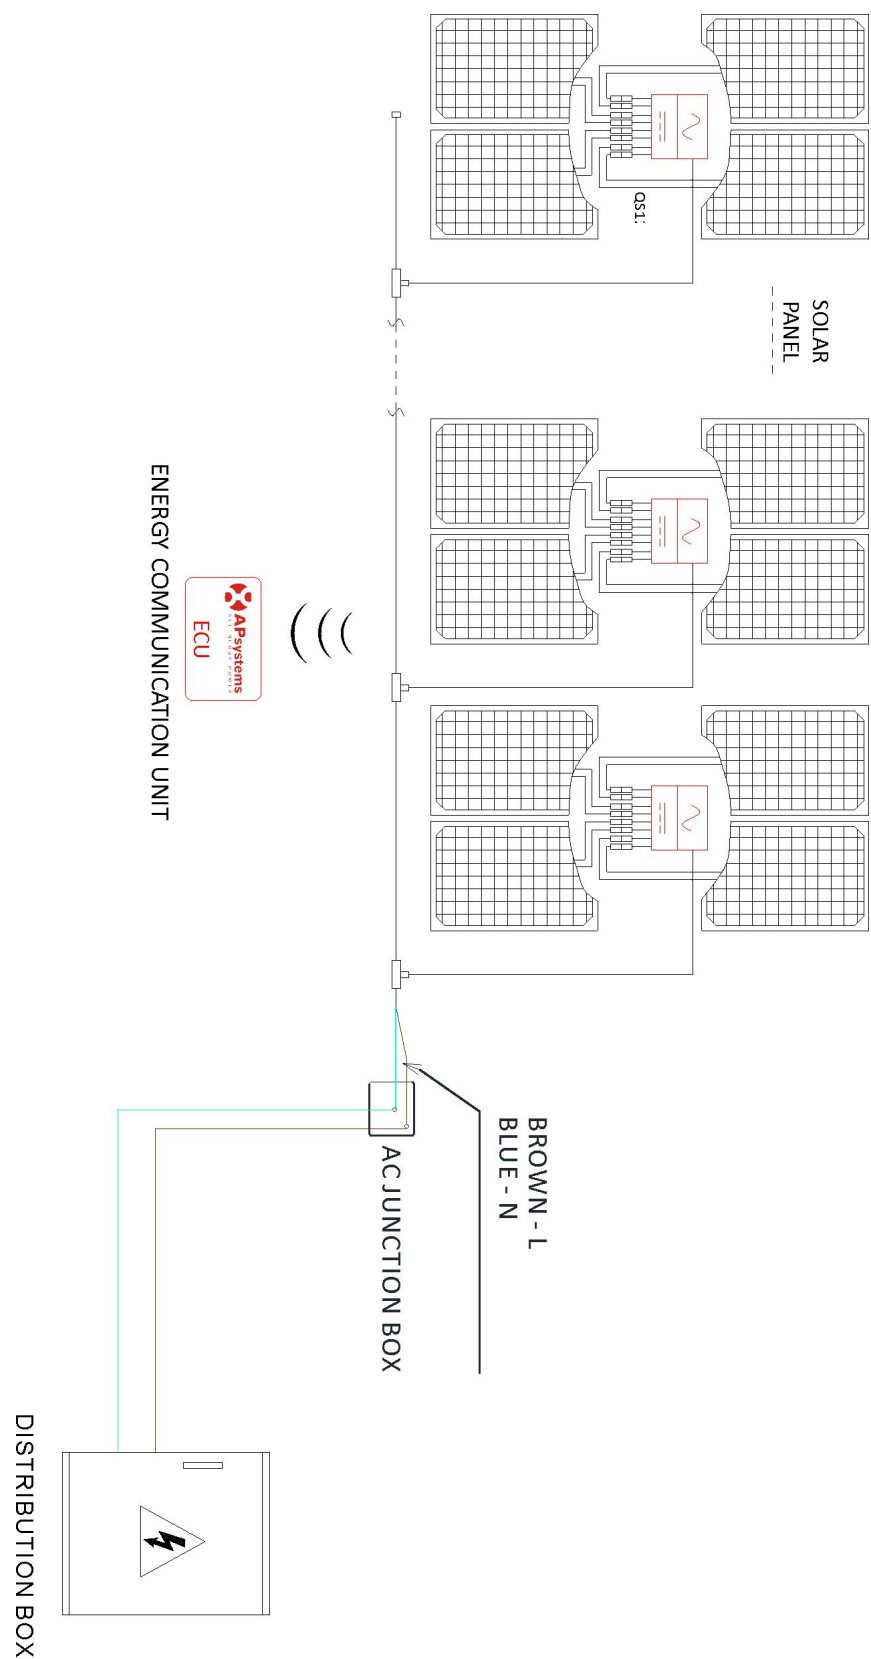 SOLAR
PANEL
QS1:
ENERGY COMMUNICATION UNIT
APsystems
ECU
BROWN - L
BLUE - N
AC JUNCTION BOX
DISTRIBUTION BOX